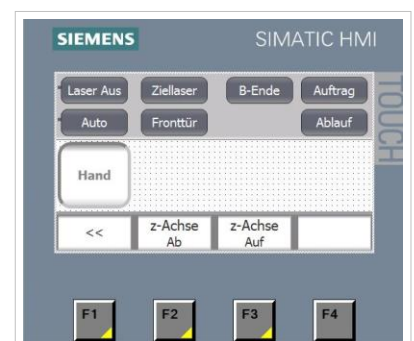 SIEMENS SIMATIC HMI
TOUCH
Laser Aus Ziellaser B-Ende Auftrag
Auto Fronttür Ablauf
Hand
<< z-Achse Ab z-Achse Auf
F1 F2 F3 F4